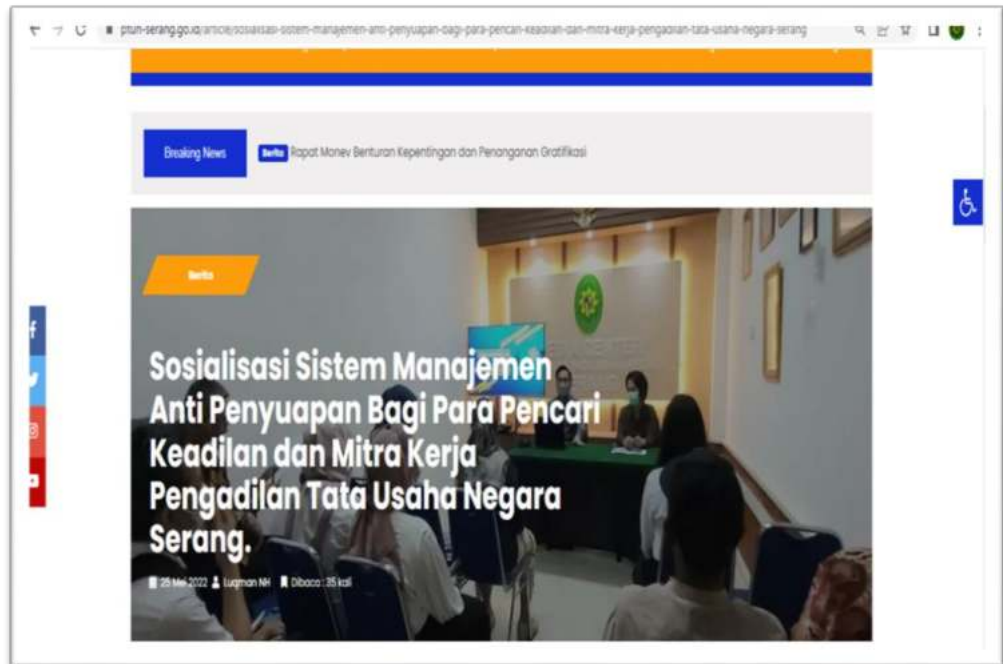 ptun-serang.go.id/article/sosialisasi-sistem-manajemen-anti-penyuapan-bagi-para-pencari-keadilan-dan-mitra-kerja-pengadilan-tata-usaha-negara-serang
Breaking News
Berita Rapat Monev Benturan Kepentingan dan Penanganan Gratifikasi
Berita
Sosialisasi Sistem Manajemen
Anti Penyuapan Bagi Para Pencari
Keadilan dan Mitra Kerja
Pengadilan Tata Usaha Negara
Serang.
25 Mei 2022 Luqman NH Dibaca : 35 kali